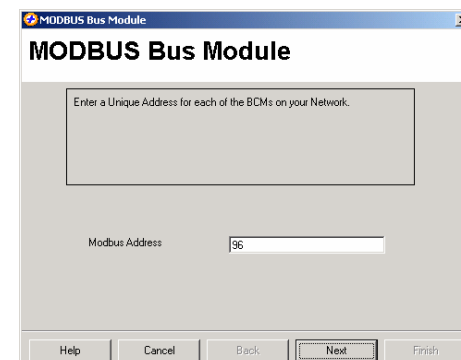 MODBUS Bus Module
MODBUS Bus Module
Enter a Unique Address for each of the BCMs on your Network.
Modbus Address 96
Help Cancel Back Next Finish